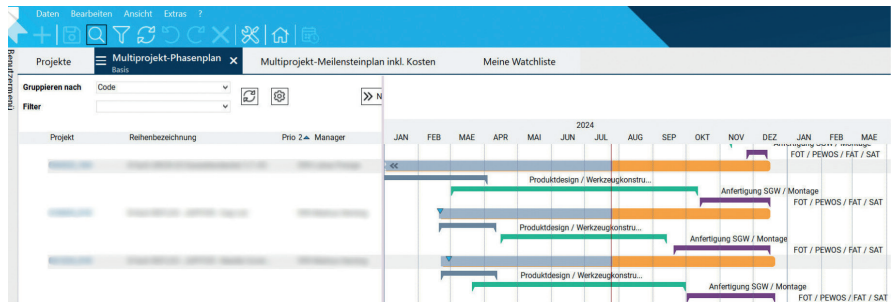 Daten Bearbeiten Ansicht Extras ?
Benutzermenü
Projekte
Multiprojekt-Phasenplan x
Basis
Multiprojekt-Meilensteinplan inkl. Kosten
Meine Watchliste
Gruppieren nach Code
Filter
N
2024
Projekt Reihenbezeichnung Prio 2 Manager JAN FEB MAE APR MAI JUN JUL AUG SEP OKT NOV DEZ JAN FEB MAE
Anfertigung SGW / Montage
FOT / PEWOS / FAT / SAT
Produktdesign / Werkzeugkonstru...
Anfertigung SGW / Montage
FOT / PEWOS / FAT / SAT
Produktdesign / Werkzeugkonstru...
Anfertigung SGW / Montage
FOT / PEWOS / FAT / SAT
Produktdesign / Werkzeugkonstru...
Anfertigung SGW / Montage
FOT / PEWOS / FAT / SAT